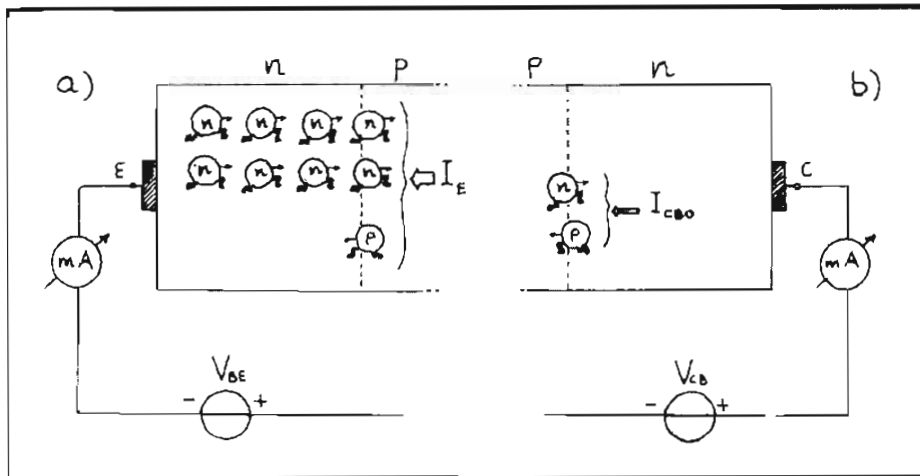 a)
n p
p n
b)
n n n n
n n n n
p
I_E
n
p
I_CBO
E
C
mA
mA
V_BE
- +
V_CB
- +